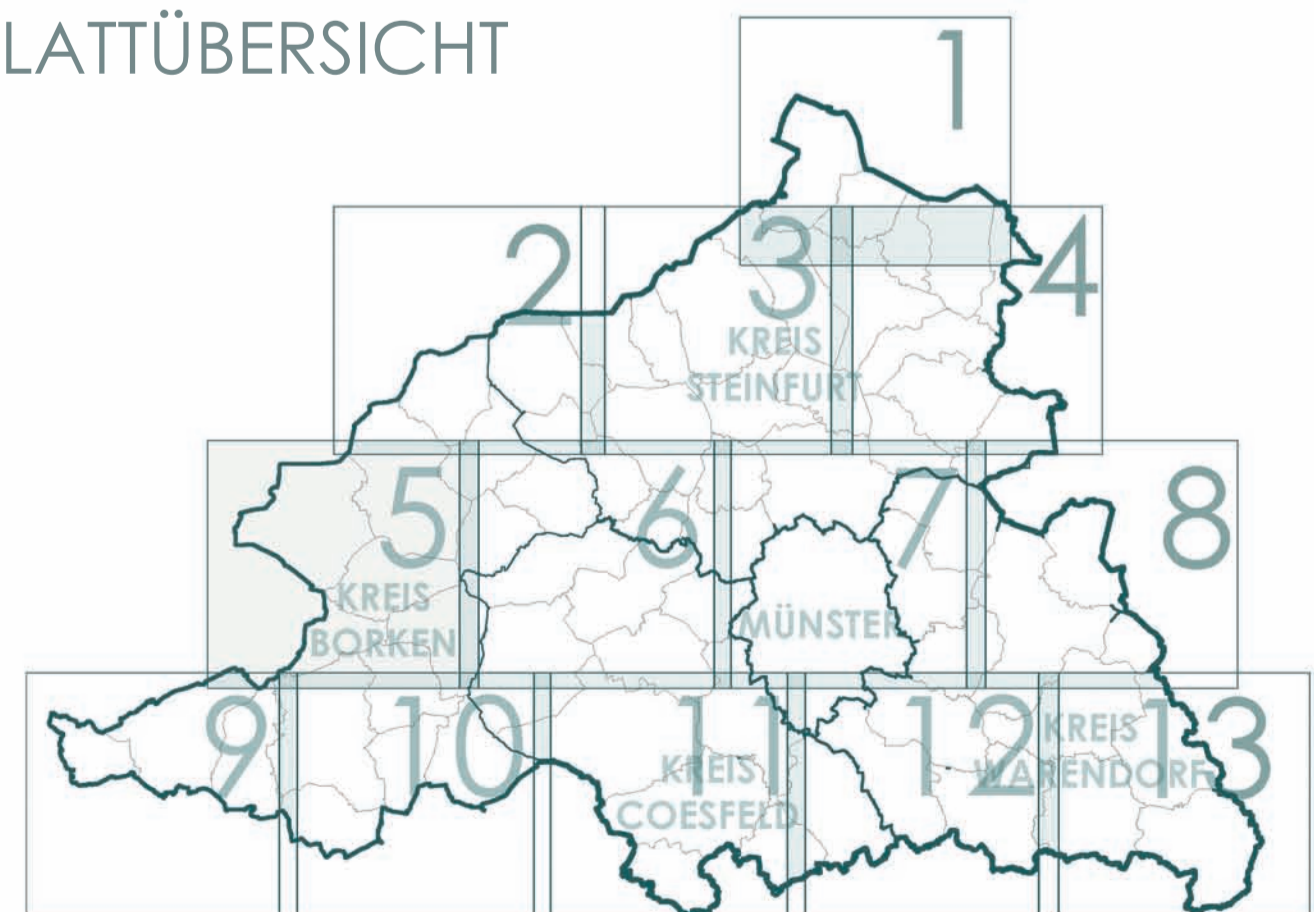 LATTÜBERSICHT
1
2
3
4
KREIS
STEINFURT
5
6
7
8
KREIS
BORKEN
MÜNSTER
9
10
11
12
13
KREIS
WARENDORF
KREIS
COESFELD